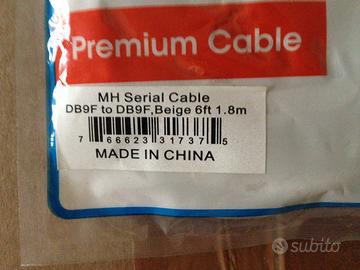 Premium Cable
MH Serial Cable
DB9F to DB9F,Beige 6ft 1.8m
7 66623 31737 5
MADE IN CHINA
subito